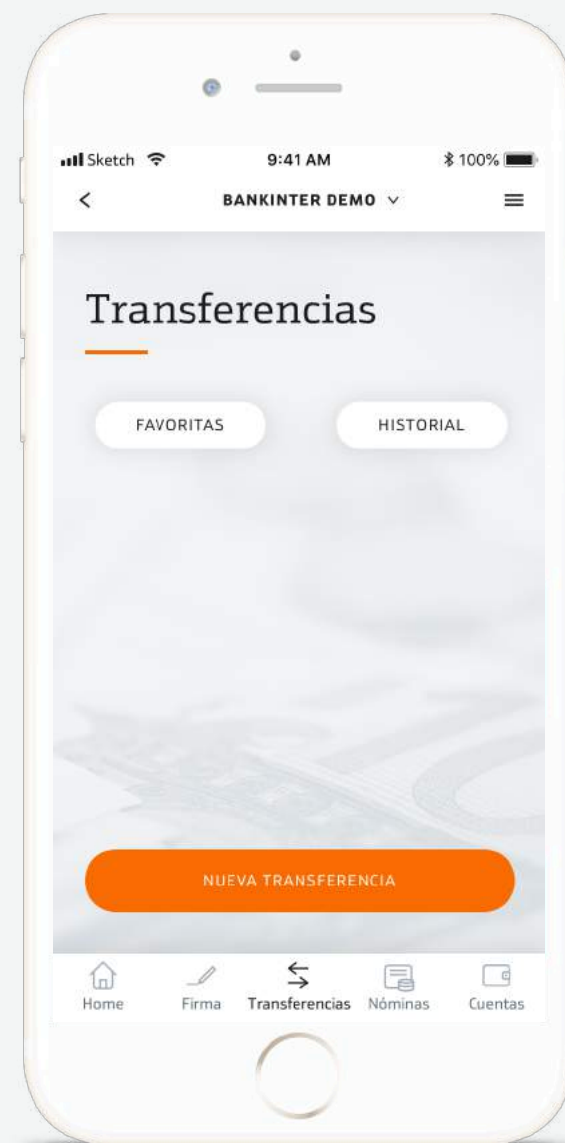 Sketch 9:41 AM 100%
BANKINTER DEMO
Transferencias
FAVORITAS HISTORIAL
NUEVA TRANSFERENCIA
Home Firma Transferencias Nóminas Cuentas